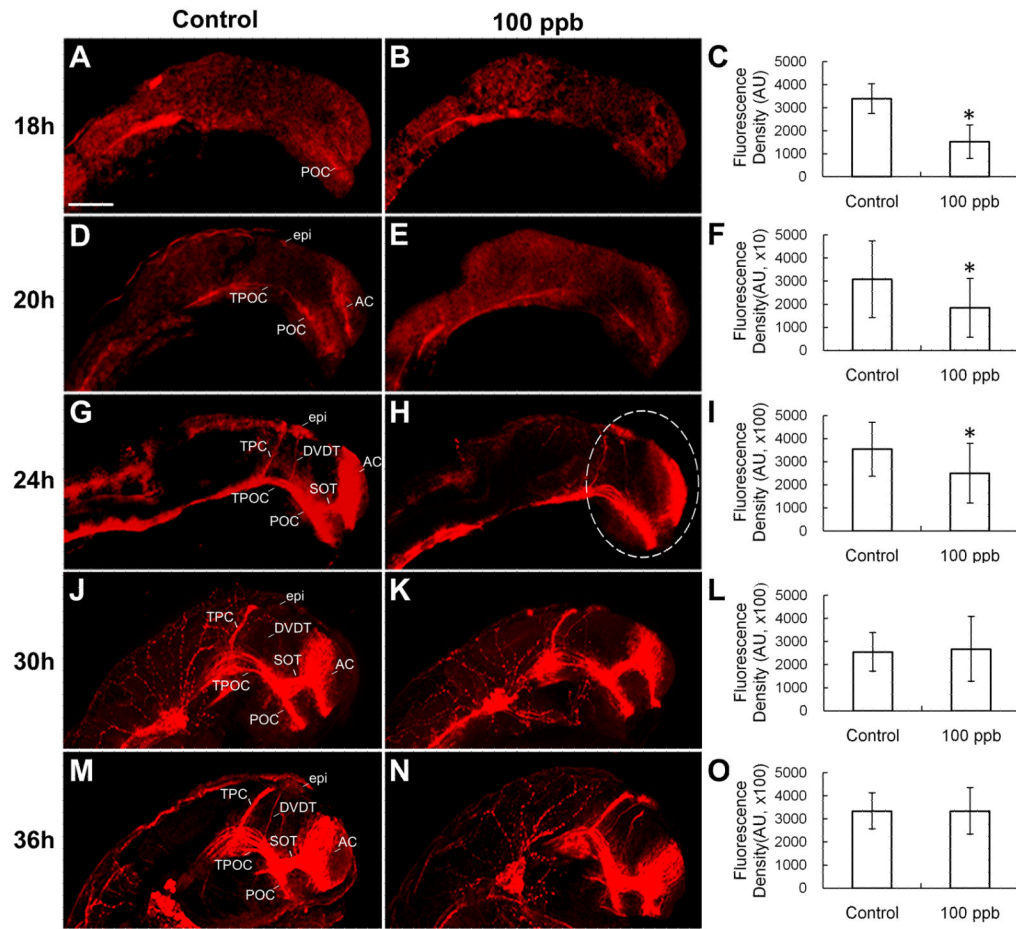 Control
100 ppb
18h
A
POC
B
C
Fluorescence
Density (AU)
5000
4000
3000
2000
1000
0
*
Control
100 ppb
20h
D
epi
TPOC
AC
POC
E
F
Fluorescence
Density(AU, x10)
5000
4000
3000
2000
1000
0
*
Control
100 ppb
24h
G
epi
TPC
DVDT
AC
SOT
TPOC
POC
H
I
Fluorescence
Density (AU, x100)
5000
4000
3000
2000
1000
0
*
Control
100 ppb
30h
J
epi
TPC
DVDT
SOT
AC
TPOC
POC
K
L
Fluorescence
Density (AU, x100)
5000
4000
3000
2000
1000
0
Control
100 ppb
36h
M
epi
TPC
DVDT
SOT
AC
TPOC
POC
N
O
Fluorescence
Density(AU, x100)
5000
4000
3000
2000
1000
0
Control
100 ppb